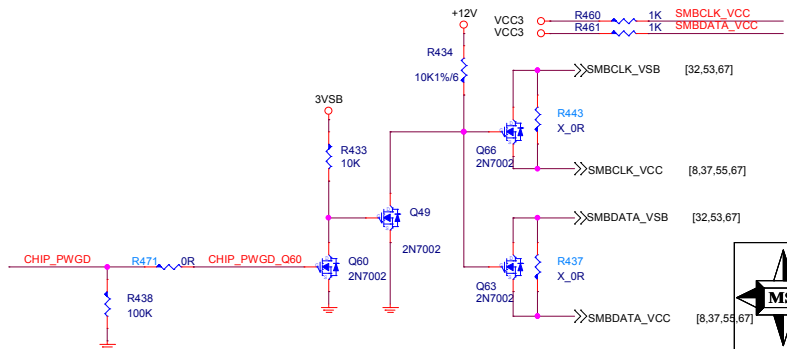 +12V
VCC3 R460 1K SMBCLK_VCC
VCC3 R461 1K SMBDATA_VCC
R434
10K1%/6
SMBCLK_VSB [32,53,67]
3VSB
R443
X_0R
R433
10K
Q66
2N7002
SMBCLK_VCC [8,37,55,67]
Q49
2N7002
SMBDATA_VSB [32,53,67]
CHIP_PWGD R471 0R CHIP_PWGD_Q60
Q60
2N7002
R437
X_0R
Q63
2N7002
R438
100K
SMBDATA_VCC [8,37,55,67]